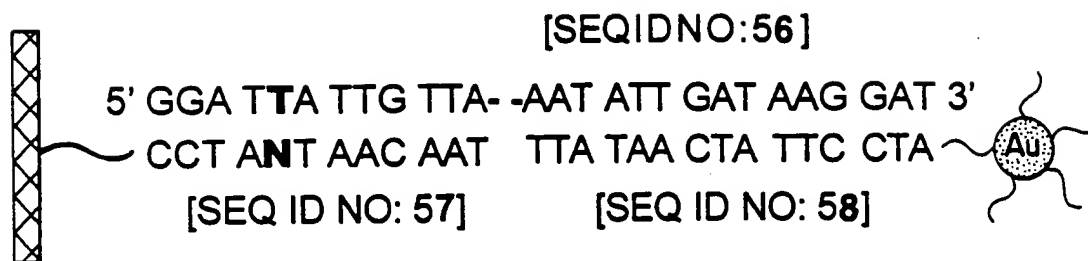 [SEQIDNO:56]
5' GGA TTA TTG TTA- -AAT ATT GAT AAG GAT 3'
CCT ANT AAC AAT TTA TAA CTA TTC CTA
Au
[SEQ ID NO: 57] [SEQ ID NO: 58]